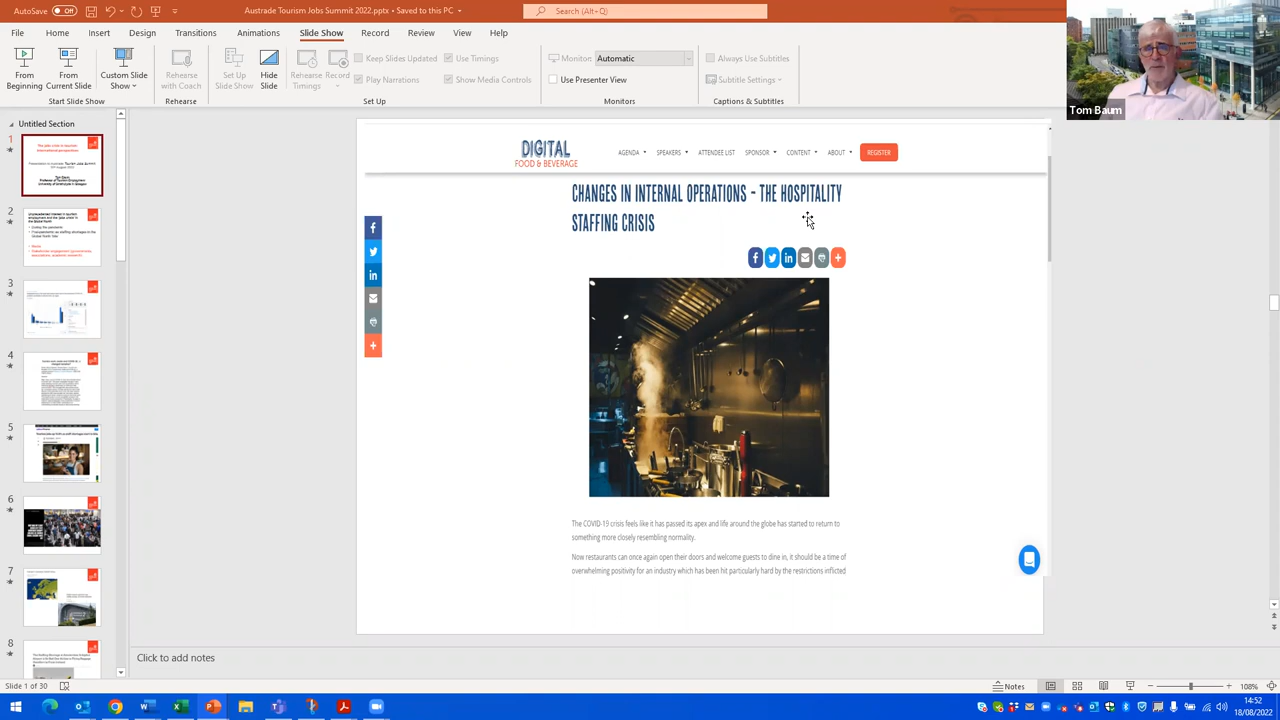 AutoSave Off Austrade Tourism Jobs Summit 2022.pptx • Saved to this PC Search (Alt+Q)
File Home Insert Design Transitions Animations Slide Show Record Review View Help
From Beginning
From Current Slide
Custom Slide Show
Start Slide Show
Rehearse with Coach
Rehearse
Set Up Slide Show
Hide Slide
Rehearse Timings
Record
Keep Slides Updated
Play Narrations
Use Timings
Show Media Controls
Set Up
Monitor: Automatic
Use Presenter View
Monitors
Always Use Subtitles
Subtitle Settings
Captions & Subtitles
Tom Baum
Untitled Section
1
2
3
4
5
6
7
8
DIGITAL
FOOD & BEVERAGE
AGENDA SPEAKERS ATTENDEE LIST SPONSOR CONTENT ABOUT REGISTER
CHANGES IN INTERNAL OPERATIONS - THE HOSPITALITY
STAFFING CRISIS
The COVID-19 crisis feels like it has passed its apex and life around the globe has started to return to
something more closely resembling normality.
Now restaurants can once again open their doors and welcome guests to dine in, it should be a time of
overwhelming positivity for an industry which has been hit particularly hard by the restrictions inflicted
Click to add notes
Slide 1 of 30 Notes 108%
14:52
18/08/2022